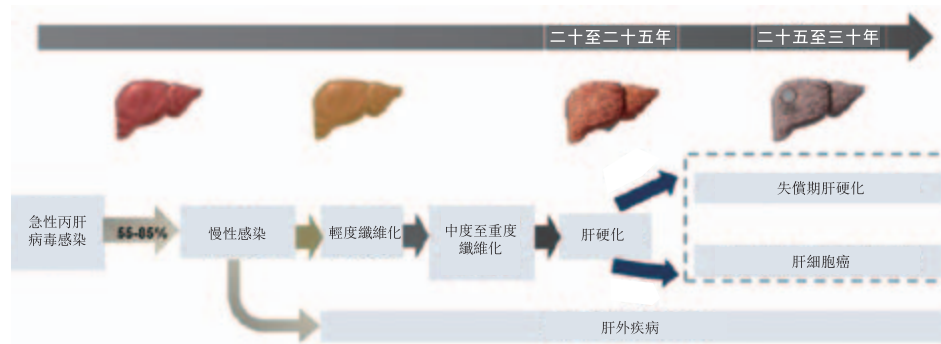 二十至二十五年
二十五至三十年
急性丙肝
病毒感染
55-85%
慢性感染
輕度纖維化
中度至重度
纖維化
肝硬化
失償期肝硬化
肝細胞癌
肝外疾病